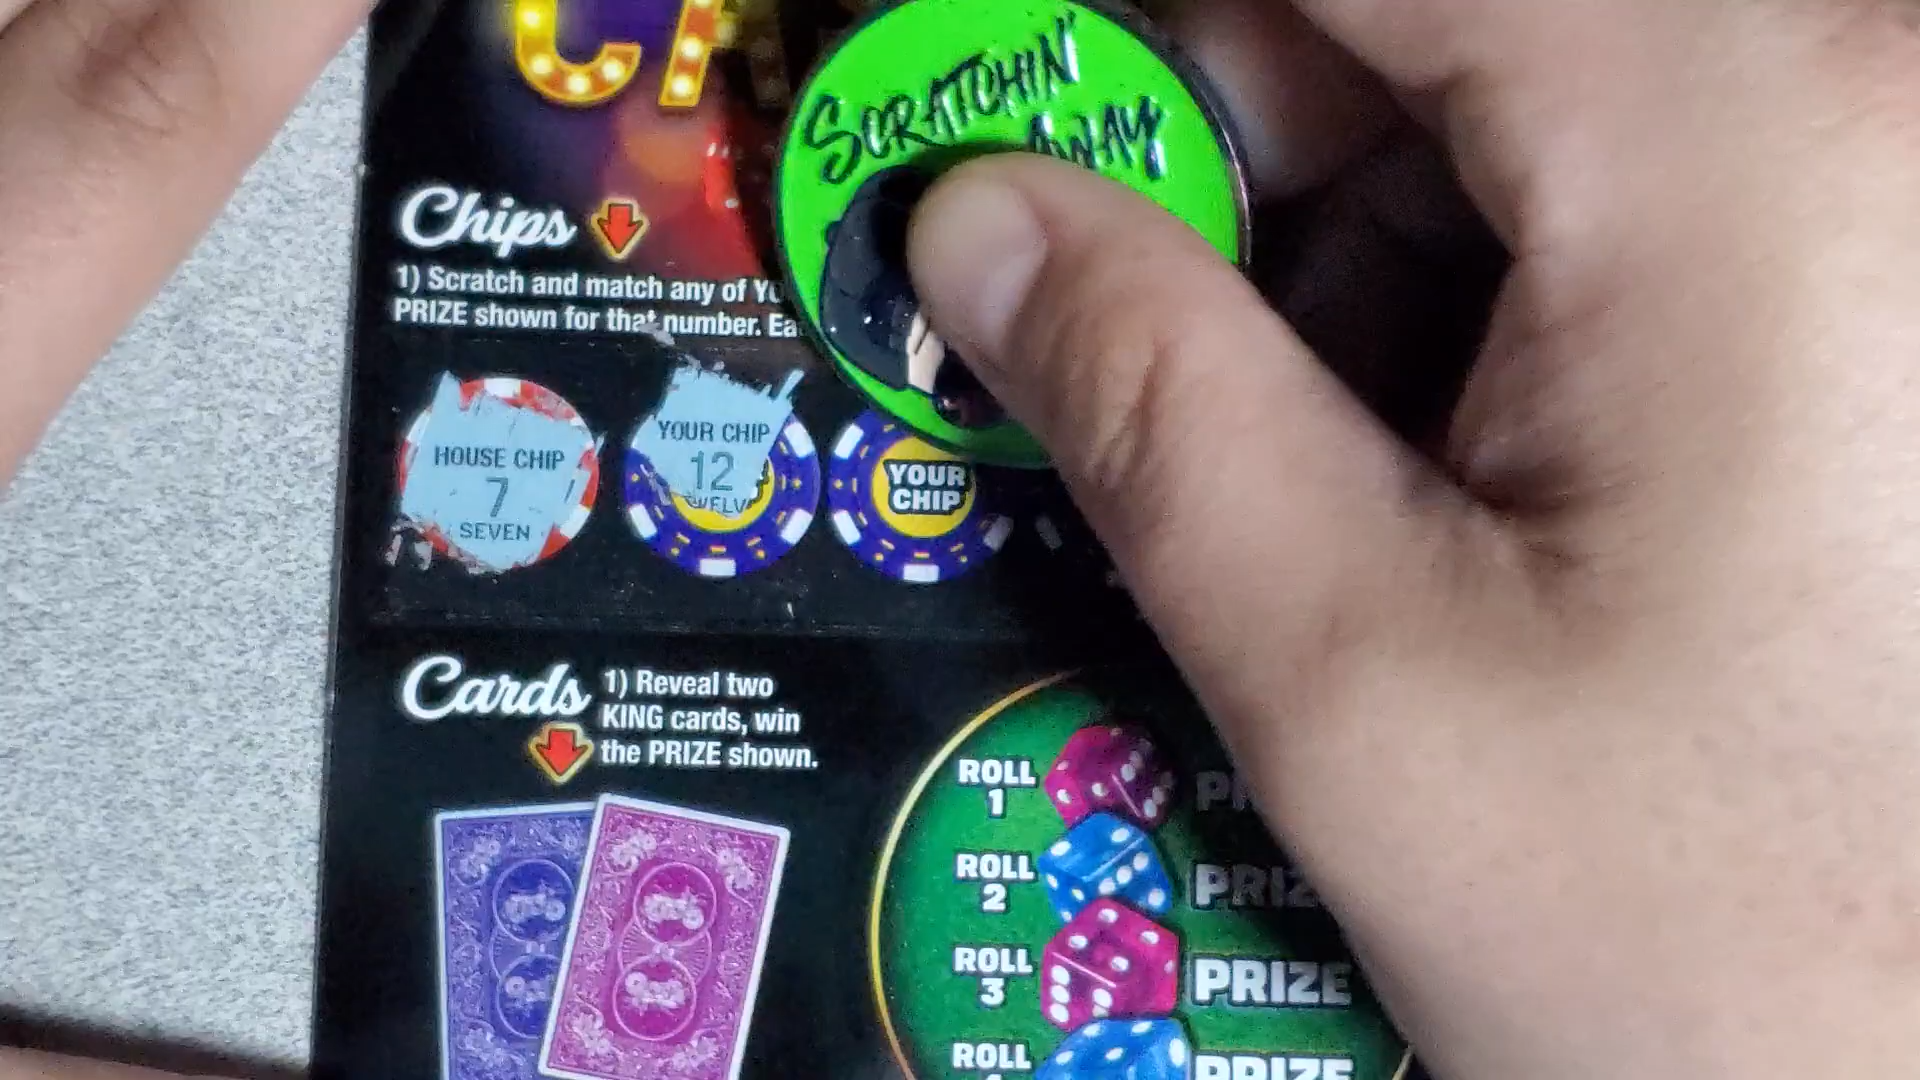 SCRATCHIN'
AWAY
Chips
1) Scratch and match any of
PRIZE shown for that number.
HOUSE CHIP
7
SEVEN
YOUR CHIP
12
YOUR
CHIP
Cards
1) Reveal two
KING cards, win
the PRIZE shown.
ROLL
1
ROLL
2
PRIZE
ROLL
3
PRIZE
ROLL
PRIZE